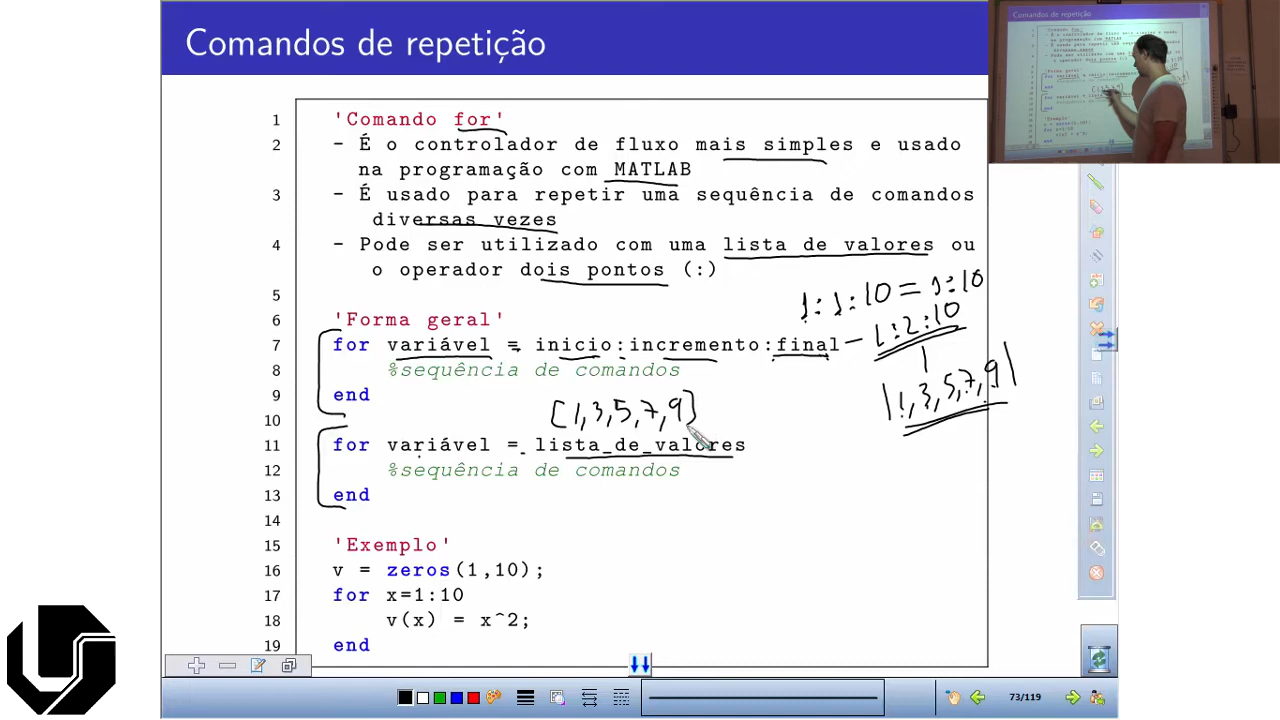 Comandos de repetição
1 'Comando for'
2 - É o controlador de fluxo mais simples e usado
na programação com MATLAB
3 - É usado para repetir uma sequência de comandos
diversas vezes
4 - Pode ser utilizado com uma lista de valores ou
o operador dois pontos (:)
5
1:1:10 = 1:10
6 'Forma geral'
1:2:10
7 for variável = inicio:incremento:final
8 %sequência de comandos
9 end
1,3,5,7,9
10 [1,3,5,7,9]
11 for variável = lista_de_valores
12 %sequência de comandos
13 end
14
15 'Exemplo'
16 v = zeros(1,10);
17 for x=1:10
18 v(x) = x^2;
19 end
73/119
Comandos de repetição